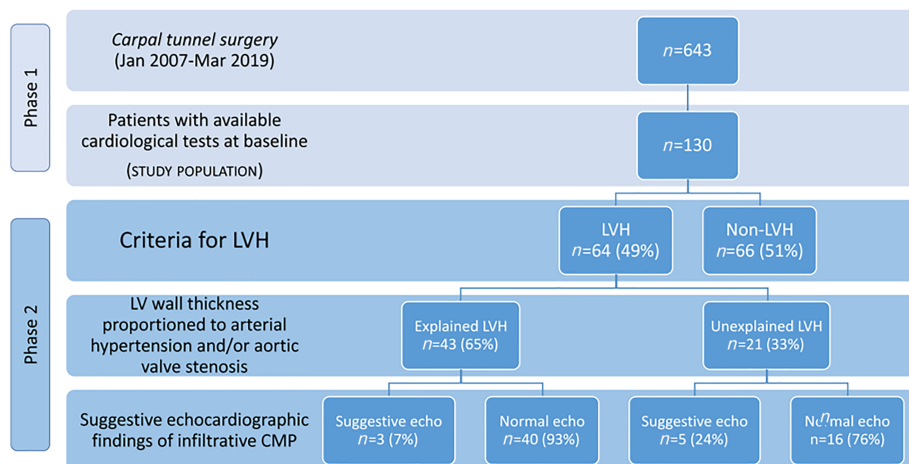 Phase 1
Carpal tunnel surgery
(Jan 2007-Mar 2019)
n=643
Patients with available
cardiological tests at baseline
(STUDY POPULATION)
n=130
Phase 2
Criteria for LVH
LVH
n=64 (49%)
Non-LVH
n=66 (51%)
LV wall thickness
proportioned to arterial
hypertension and/or aortic
valve stenosis
Explained LVH
n=43 (65%)
Unexplained LVH
n=21 (33%)
Suggestive echocardiographic
findings of infiltrative CMP
Suggestive echo
n=3 (7%)
Normal echo
n=40 (93%)
Suggestive echo
n=5 (24%)
Normal echo
n=16 (76%)